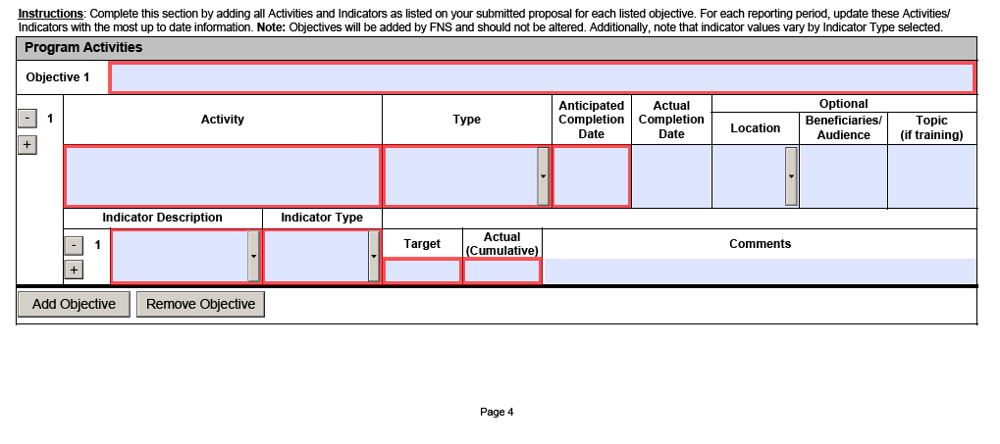 Instructions: Complete this section by adding all Activities and Indicators as listed on your submitted proposal for each listed objective. For each reporting period, update these Activities/
Indicators with the most up to date information. Note: Objectives will be added by FNS and should not be altered. Additionally, note that indicator values vary by Indicator Type selected.
Program Activities
Objective 1
- 1
+
Activity
Type
Anticipated
Completion
Date
Actual
Completion
Date
Optional
Location
Beneficiaries/
Audience
Topic
(if training)
Indicator Description
Indicator Type
- 1
+
Target
Actual
(Cumulative)
Comments
Add Objective
Remove Objective
Page 4